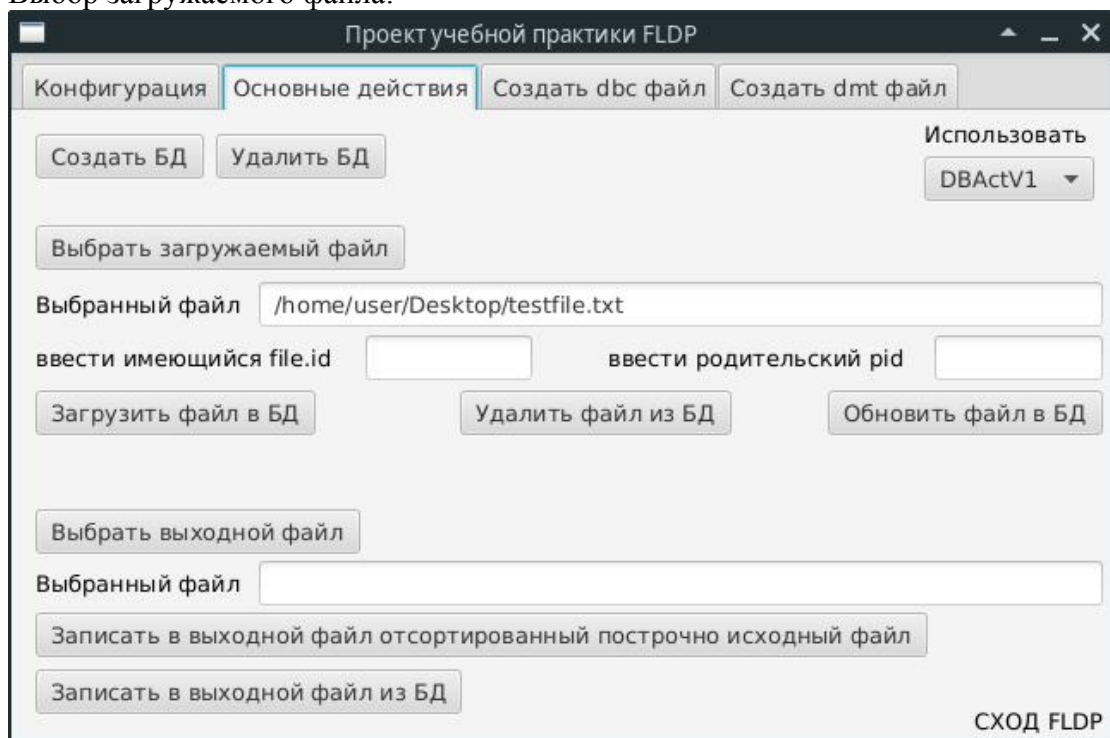 Выбор загружаемого файла:
Проект учебной практики FLDP
Конфигурация Основные действия Создать dbc файл Создать dmt файл
Использовать
Создать БД Удалить БД
DBActV1
Выбрать загружаемый файл
Выбранный файл /home/user/Desktop/testfile.txt
ввести имеющийся file.id ввести родительский pid
Загрузить файл в БД Удалить файл из БД Обновить файл в БД
Выбрать выходной файл
Выбранный файл
Записать в выходной файл отсортированный построчно исходный файл
Записать в выходной файл из БД
СХОД FLDP